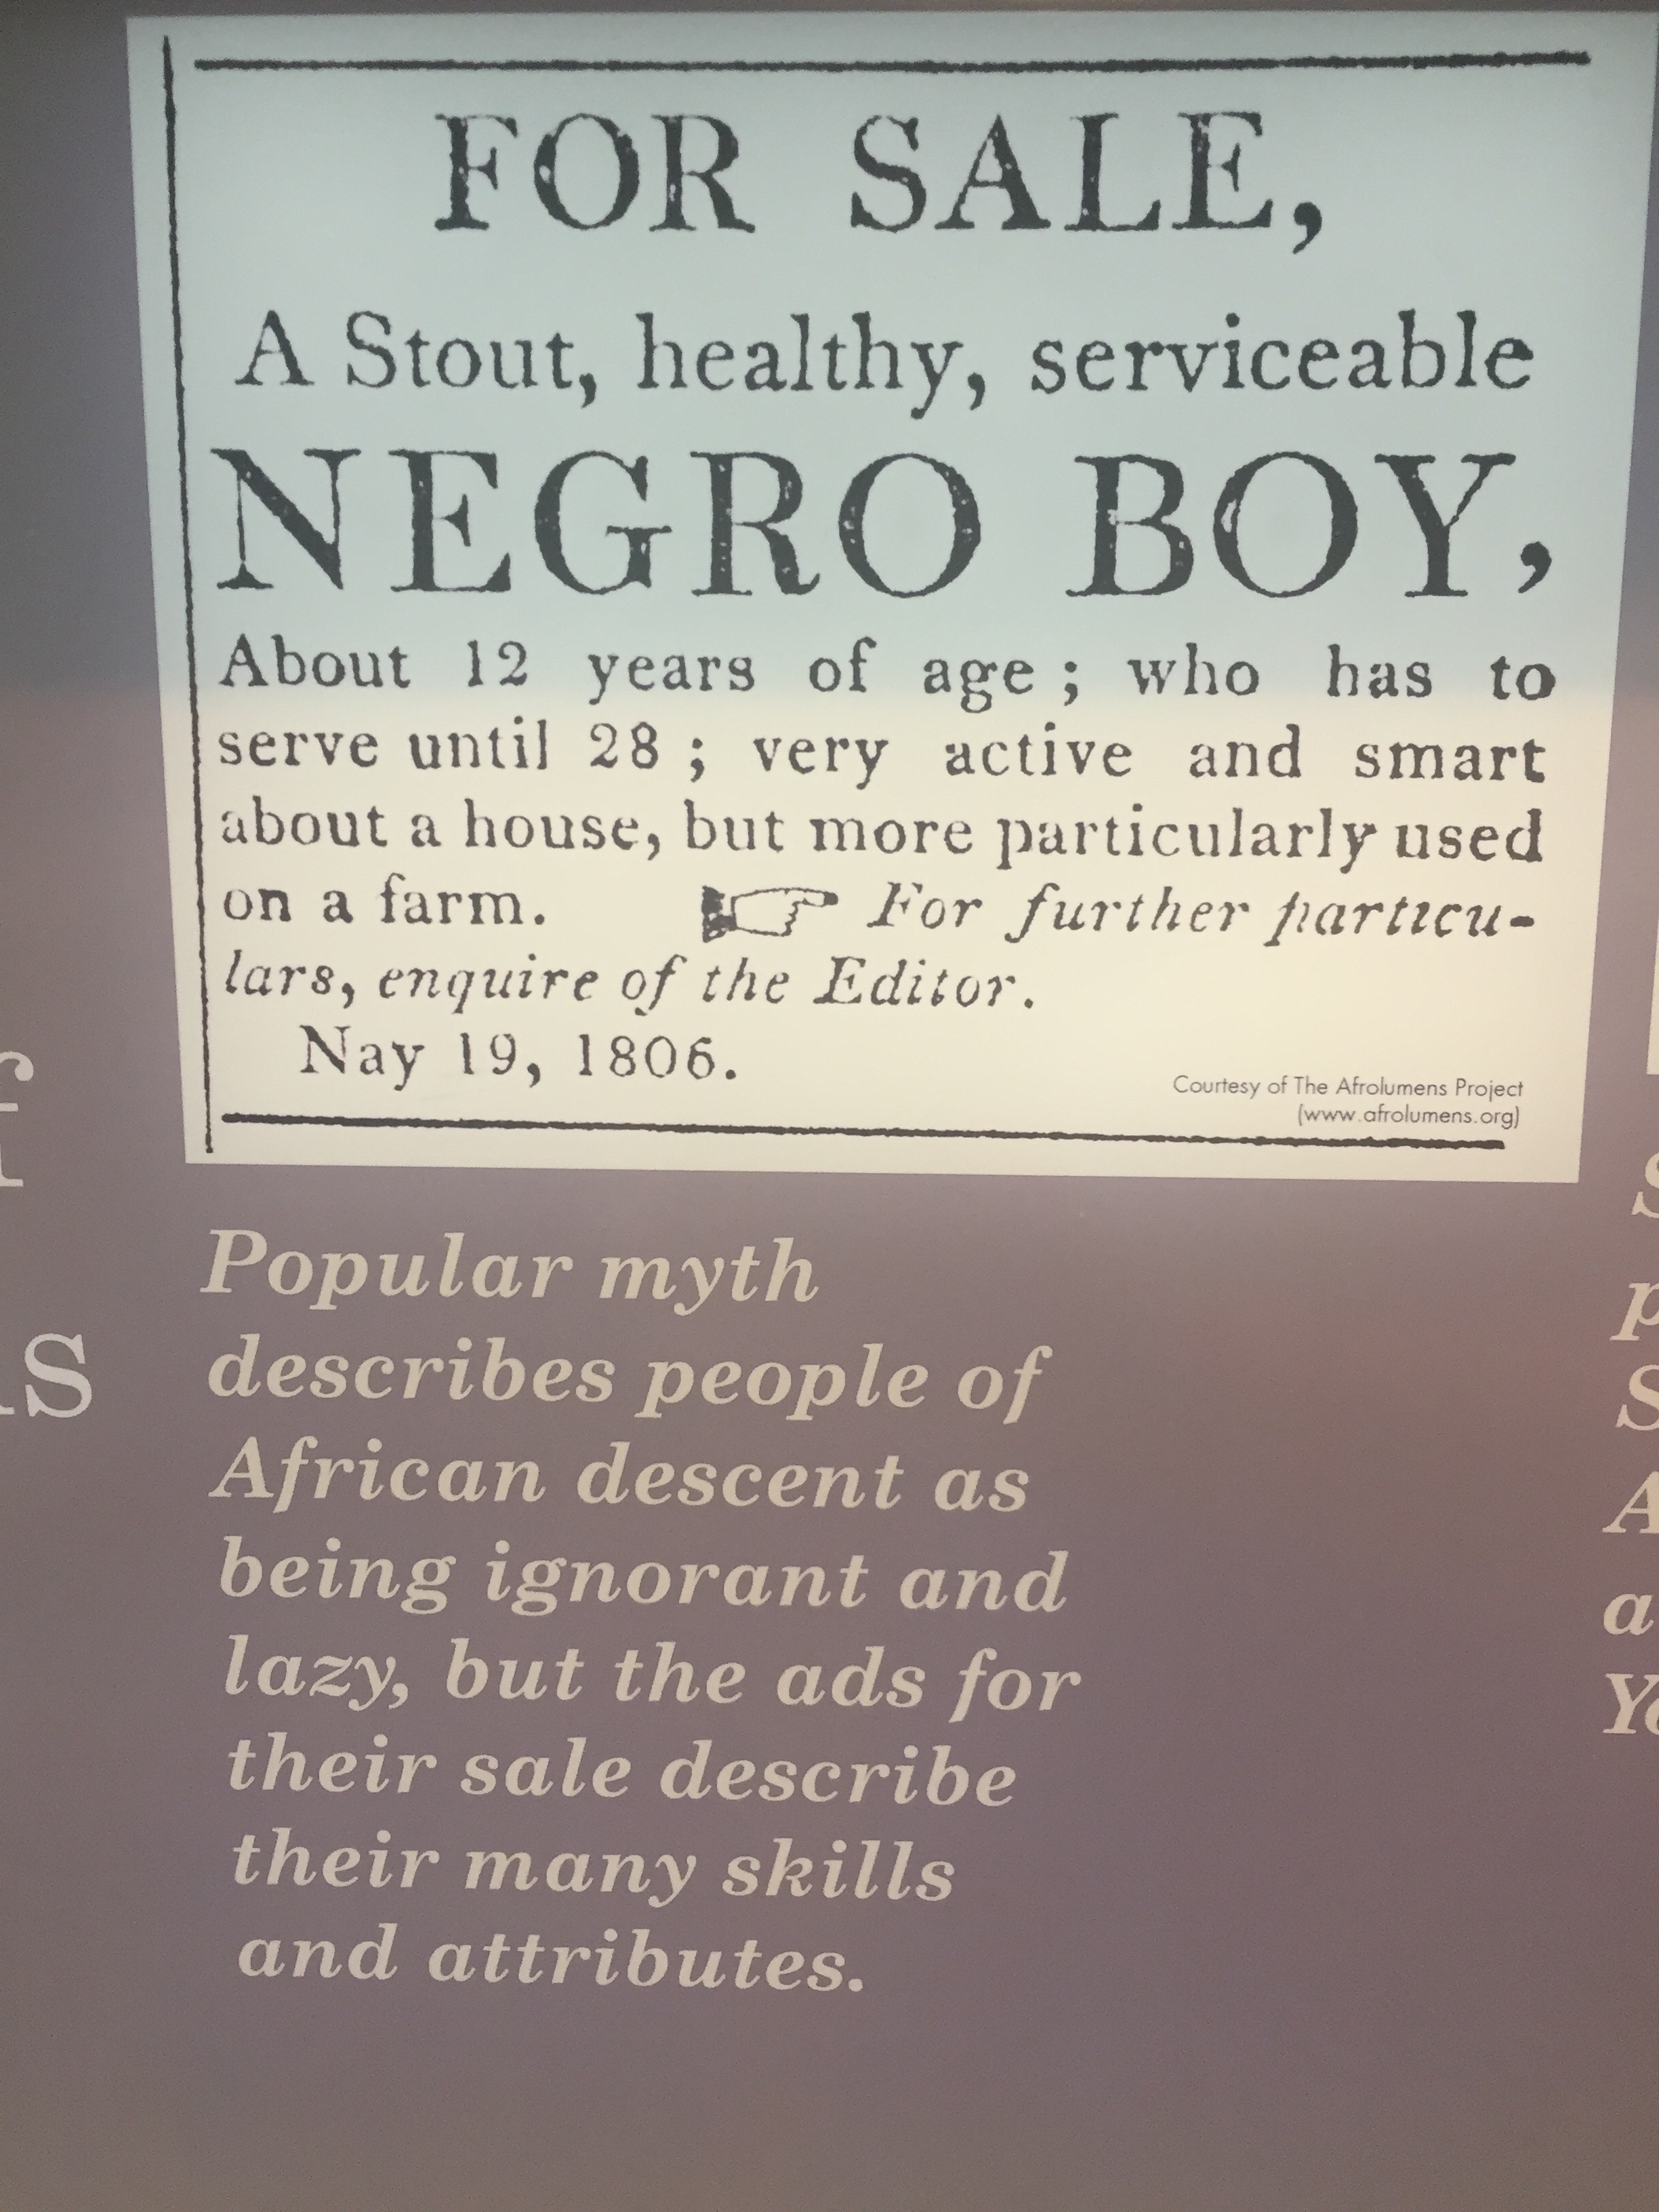 FOR SALE,
A Stout, healthy, serviceable
NEGRO BOY,
About 12 years of age; who has to
serve until 28; very active and smart
about a house, but more particularly used
on a farm. ☞ For further particu-
lars, enquire of the Editor.
Nay 19, 1806.
Courtesy of The Afrolumens Project
(www.afrolumens.org)
Popular myth
describes people of
African descent as
being ignorant and
lazy, but the ads for
their sale describe
their many skills
and attributes.